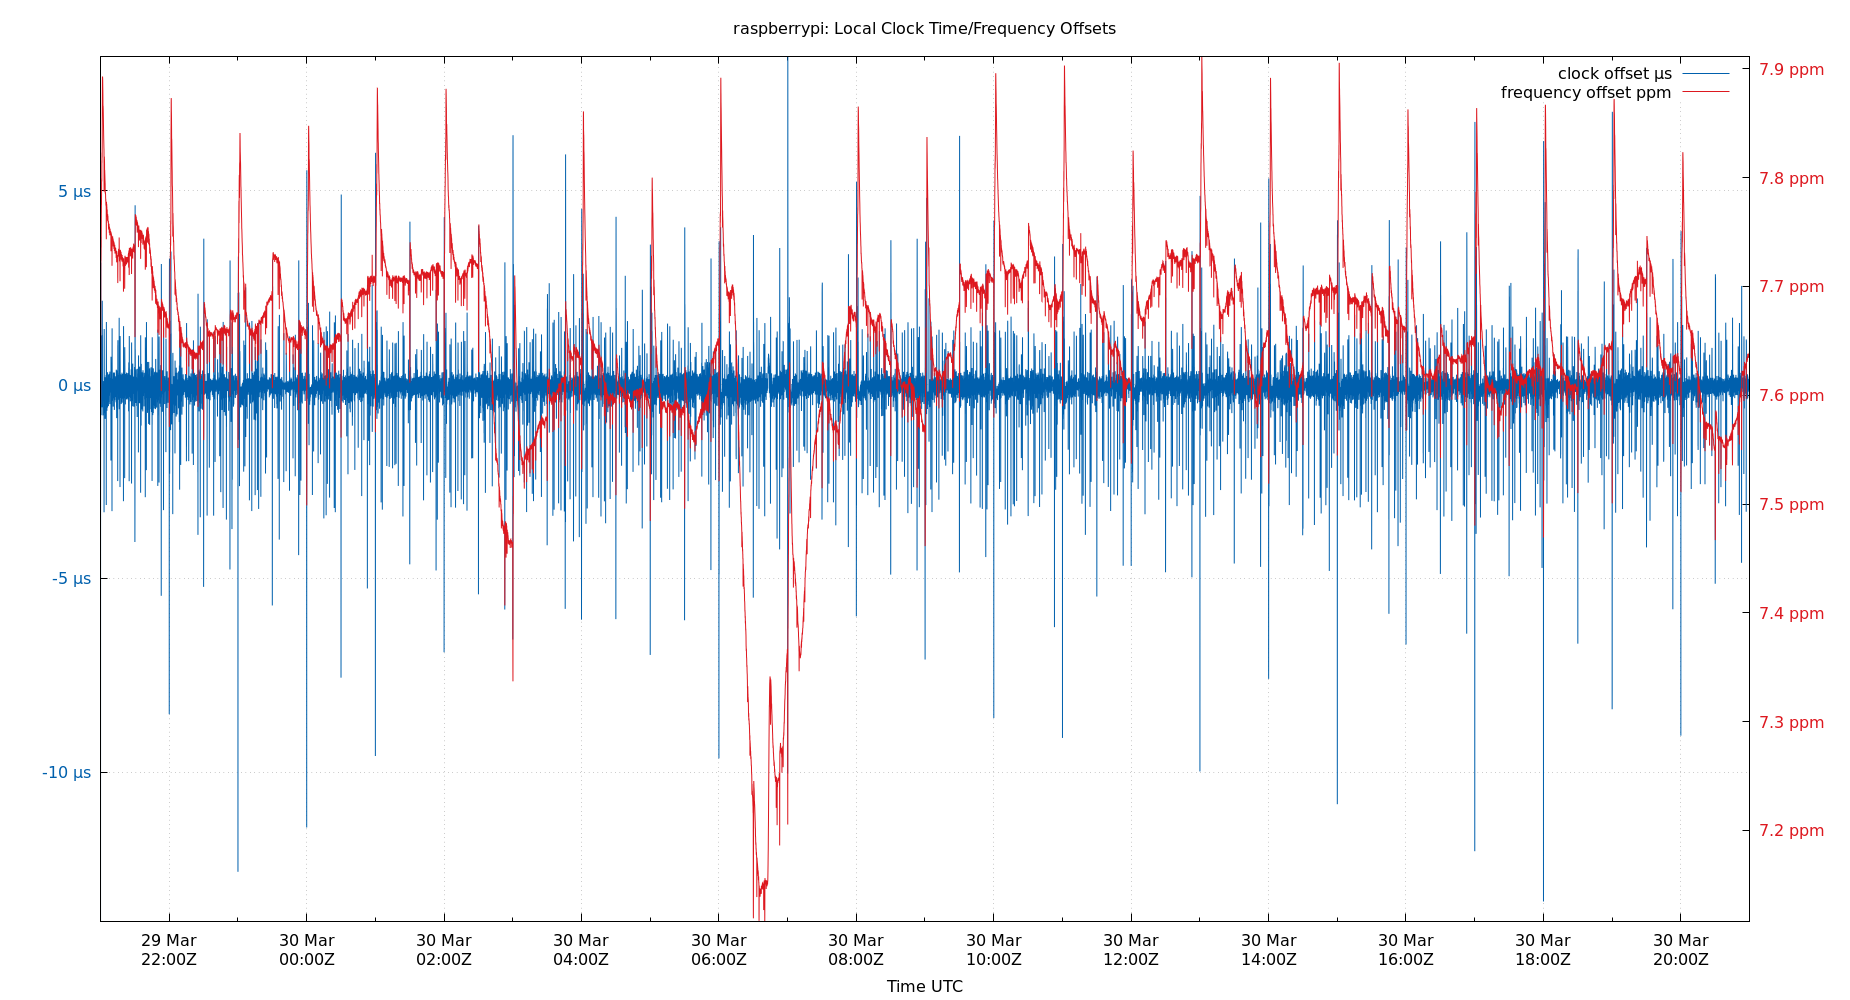 raspberrypi: Local Clock Time/Frequency Offsets
clock offset µs
frequency offset ppm
5 µs
0 µs
-5 µs
-10 µs
7.9 ppm
7.8 ppm
7.7 ppm
7.6 ppm
7.5 ppm
7.4 ppm
7.3 ppm
7.2 ppm
29 Mar 30 Mar 30 Mar 30 Mar 30 Mar 30 Mar 30 Mar 30 Mar 30 Mar 30 Mar 30 Mar 30 Mar
22:00Z 00:00Z 02:00Z 04:00Z 06:00Z 08:00Z 10:00Z 12:00Z 14:00Z 16:00Z 18:00Z 20:00Z
Time UTC